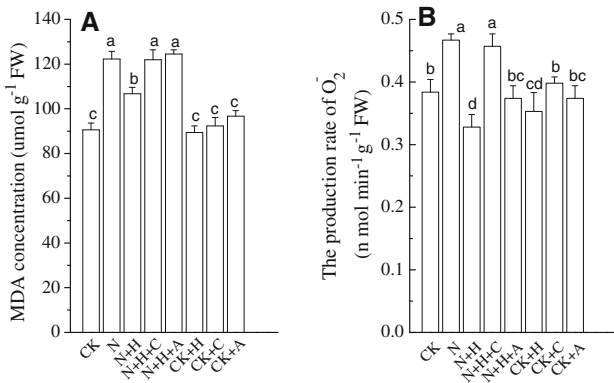 A
MDA concentration (umol g-1 FW)
140
120
100
80
60
40
20
0
c
a
b
a
a
c
c
c
CK
N
N+H
N+H+C
N+H+A
CK+H
CK+C
CK+A
B
The production rate of O2-
(n mol min-1 g-1 FW)
0.5
0.4
0.3
0.2
0.1
0.0
b
a
d
a
bc
cd
b
bc
CK
N
N+H
N+H+C
N+H+A
CK+H
CK+C
CK+A